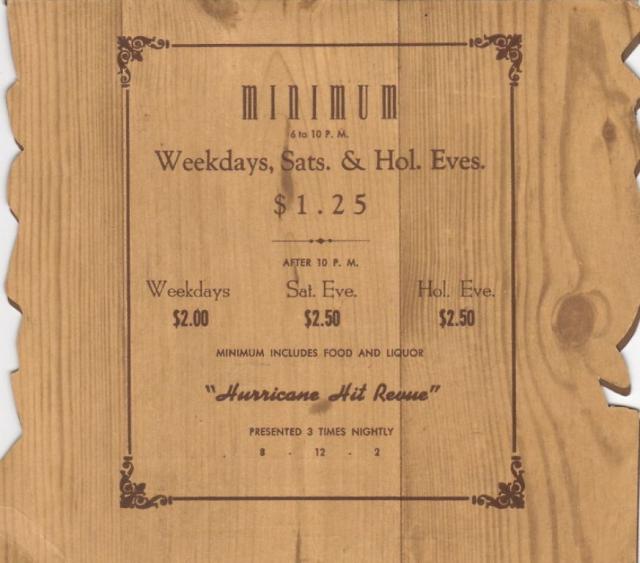 MINIMUM
6 to 10 P. M.
Weekdays, Sats. & Hol. Eves.
$1.25
AFTER 10 P. M.
Weekdays Sat. Eve. Hol. Eve.
$2.00 $2.50 $2.50
MINIMUM INCLUDES FOOD AND LIQUOR
"Hurricane Hit Revue"
PRESENTED 3 TIMES NIGHTLY
8 - 12 - 2